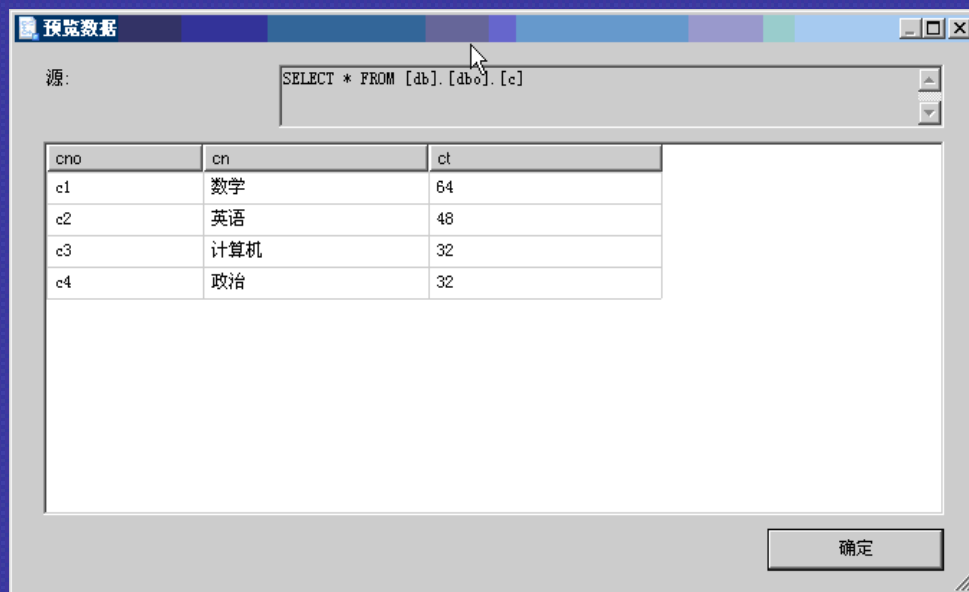 预览数据
源:
SELECT * FROM [db].[dbo].[c]
cno cn ct
c1 数学 64
c2 英语 48
c3 计算机 32
c4 政治 32
确定